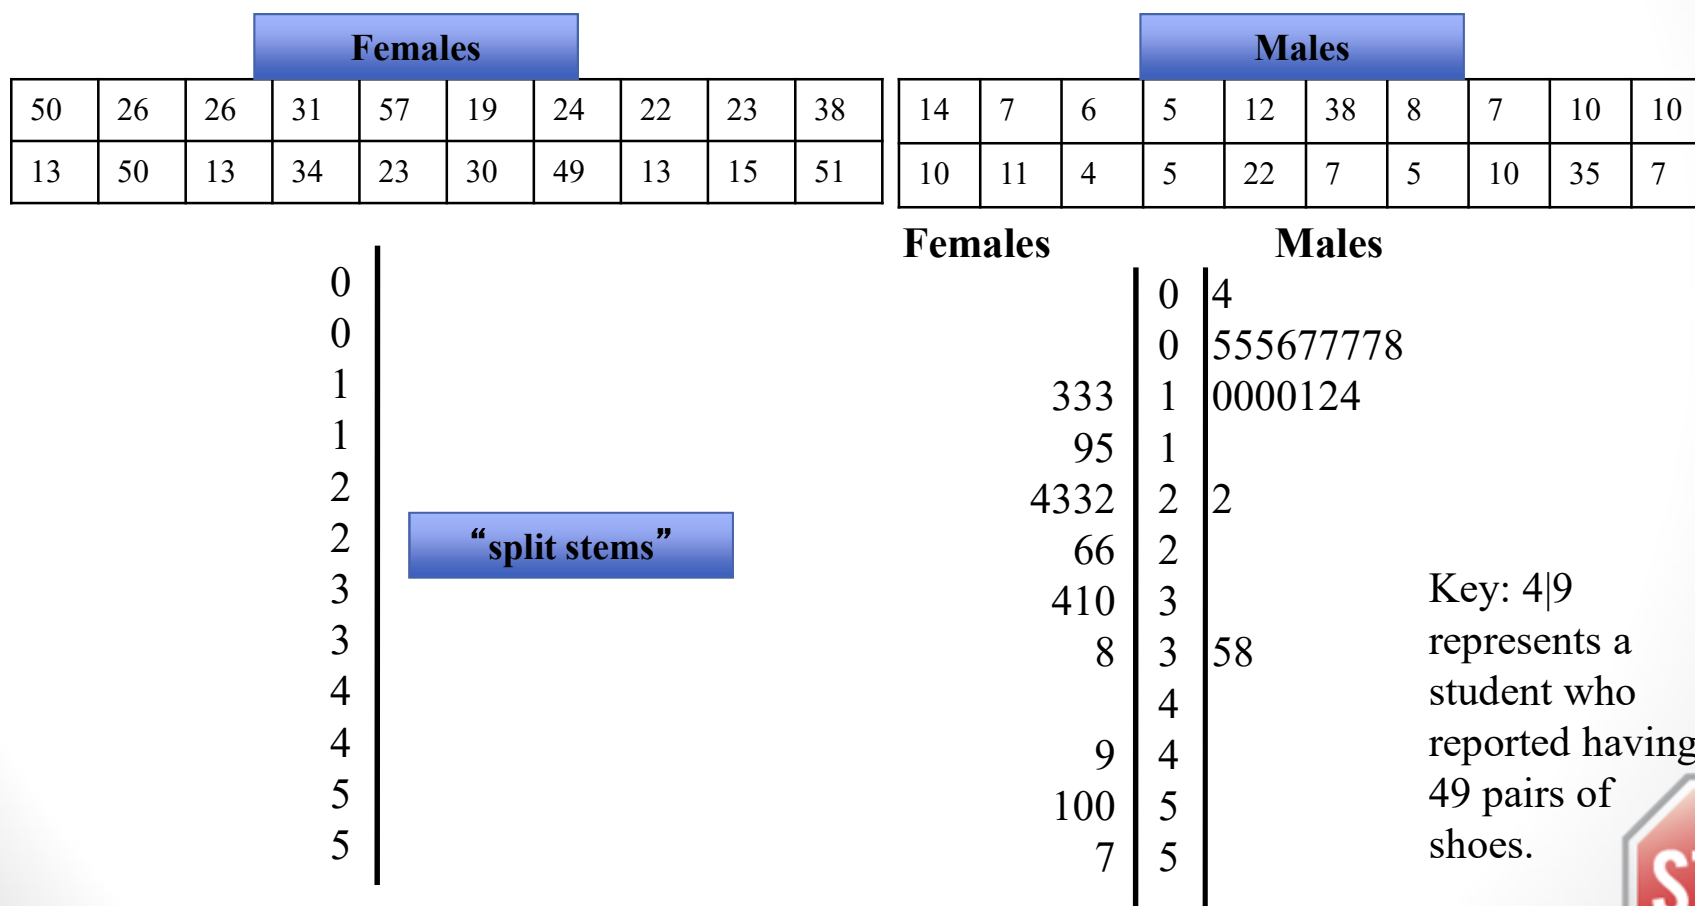 Females
50 26 26 31 57 19 24 22 23 38
13 50 13 34 23 30 49 13 15 51
Males
14 7 6 5 12 38 8 7 10 10
10 11 4 5 22 7 5 10 35 7
0
0
1
1
2
2
3
3
4
4
5
5
“split stems”
Females Males
0 4
0 555677778
333 1 0000124
95 1
4332 2 2
66 2
410 3
8 3 58
4
9 4
100 5
7 5
Key: 4|9
represents a
student who
reported having
49 pairs of
shoes.